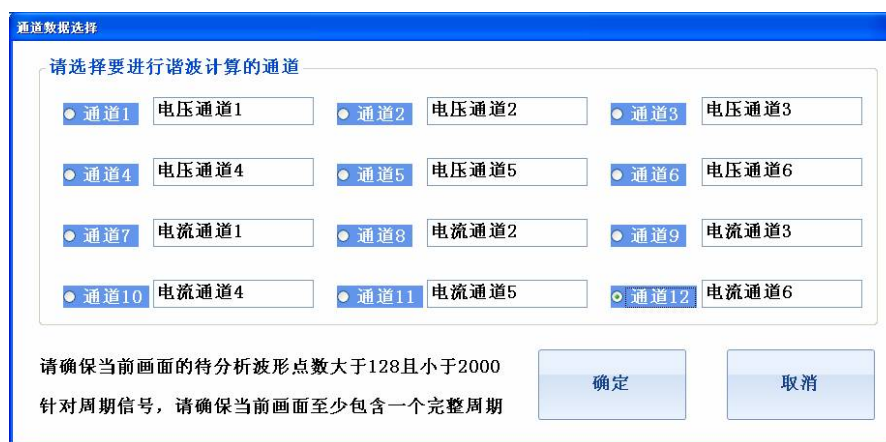 通道数据选择
请选择要进行谐波计算的通道
通道1 电压通道1 通道2 电压通道2 通道3 电压通道3
通道4 电压通道4 通道5 电压通道5 通道6 电压通道6
通道7 电流通道1 通道8 电流通道2 通道9 电流通道3
通道10 电流通道4 通道11 电流通道5 通道12 电流通道6
请确保当前画面的待分析波形点数大于128且小于2000
针对周期信号，请确保当前画面至少包含一个完整周期
确定 取消